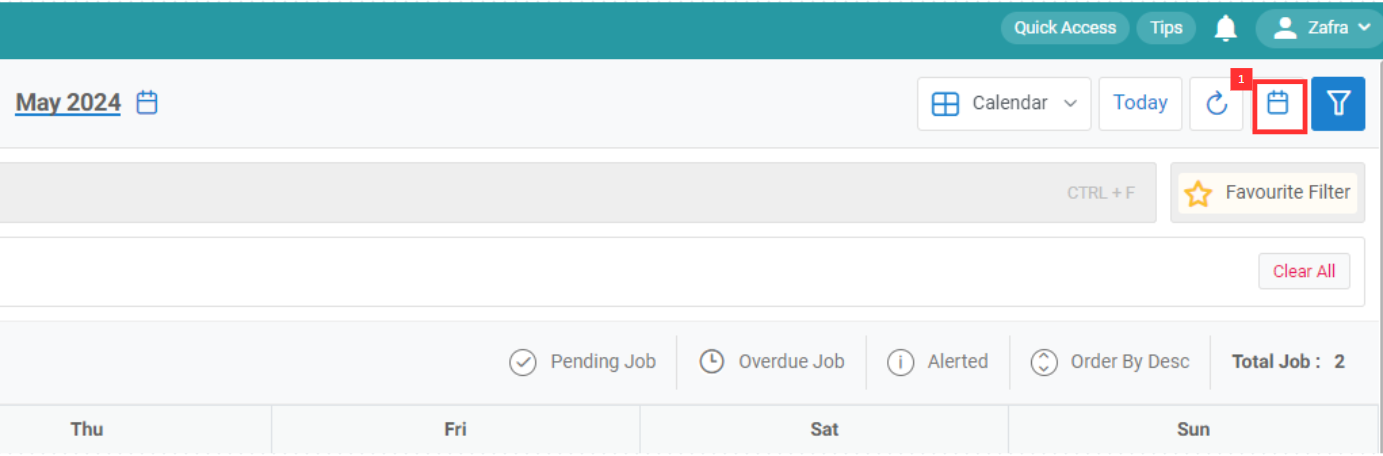 Quick Access Tips Zafra
May 2024 Calendar Today 1
CTRL + F Favourite Filter
Clear All
Pending Job Overdue Job Alerted Order By Desc Total Job : 2
Thu Fri Sat Sun